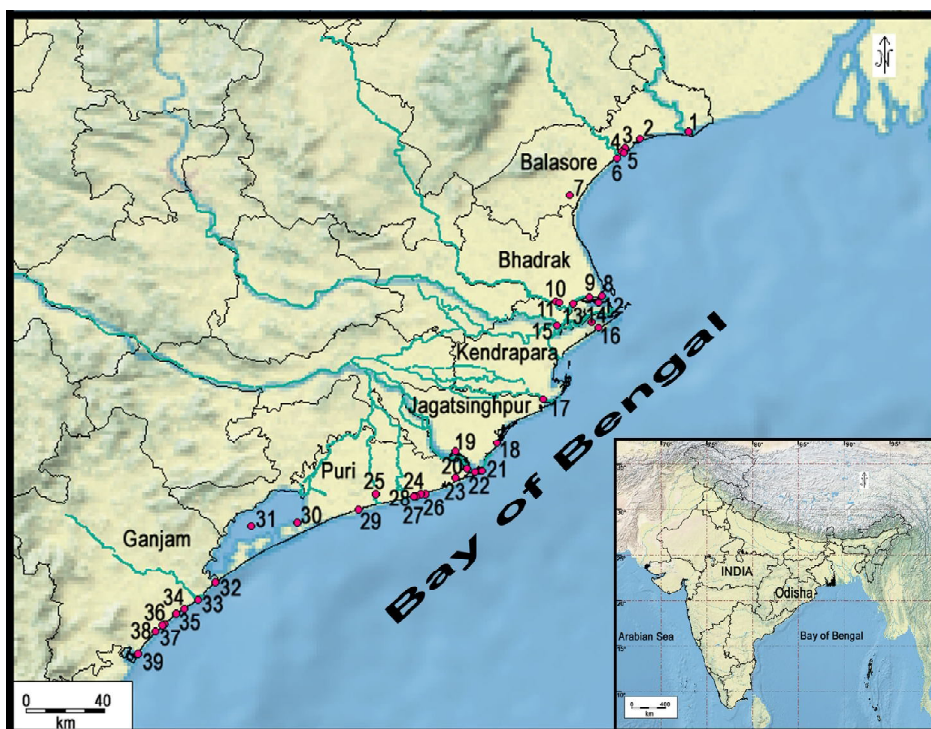 N
1
2
3
4
5
6
Balasore
7
Bhadrak
8
9
10
11
12
13
14
15
16
Kendrapara
17
Jagatsinghpur
18
19
20
21
22
23
Puri
24
25
26
27
28
29
30
31
Ganjam
32
33
34
35
36
37
38
39
Bay of Bengal
0 40
km
INDIA
Odisha
Arabian Sea
Bay of Bengal
0 400
km